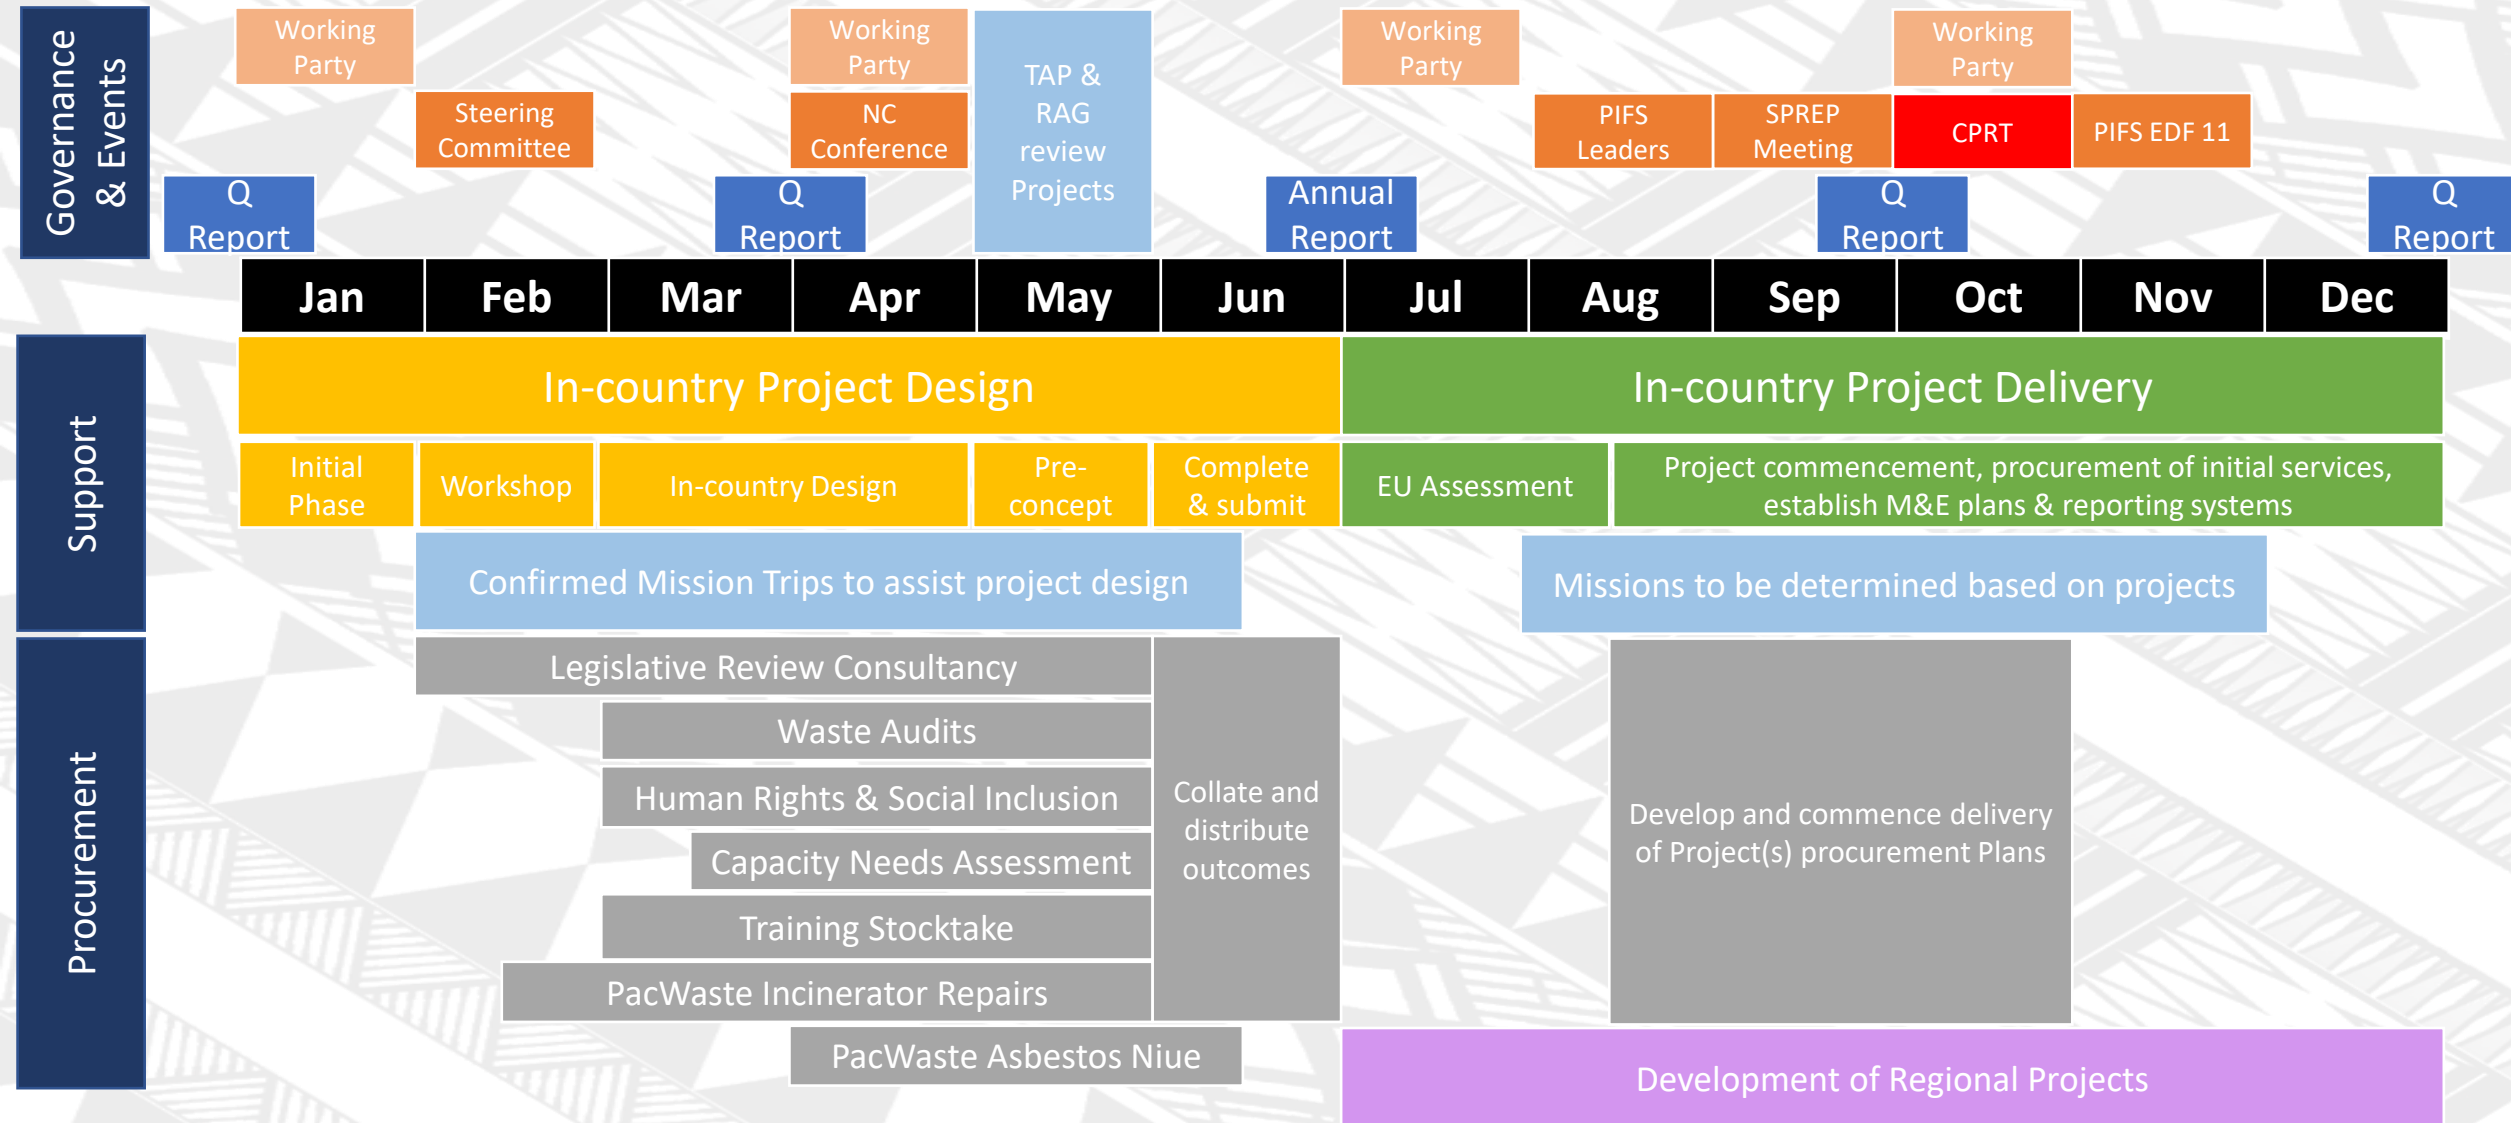 Governance
& Events
Working
Party
Working
Party
TAP &
RAG
review
Projects
Working
Party
Working
Party
Steering
Committee
NC
Conference
PIFS
Leaders
SPREP
Meeting
CPRT
PIFS EDF 11
Q
Report
Q
Report
Annual
Report
Q
Report
Q
Report
Jan
Feb
Mar
Apr
May
Jun
Jul
Aug
Sep
Oct
Nov
Dec
Support
In-country Project Design
In-country Project Delivery
Initial
Phase
Workshop
In-country Design
Pre-
concept
Complete
& submit
EU Assessment
Project commencement, procurement of initial services,
establish M&E plans & reporting systems
Confirmed Mission Trips to assist project design
Missions to be determined based on projects
Procurement
Legislative Review Consultancy
Waste Audits
Human Rights & Social Inclusion
Capacity Needs Assessment
Training Stocktake
PacWaste Incinerator Repairs
PacWaste Asbestos Niue
Collate and
distribute
outcomes
Develop and commence delivery
of Project(s) procurement Plans
Development of Regional Projects